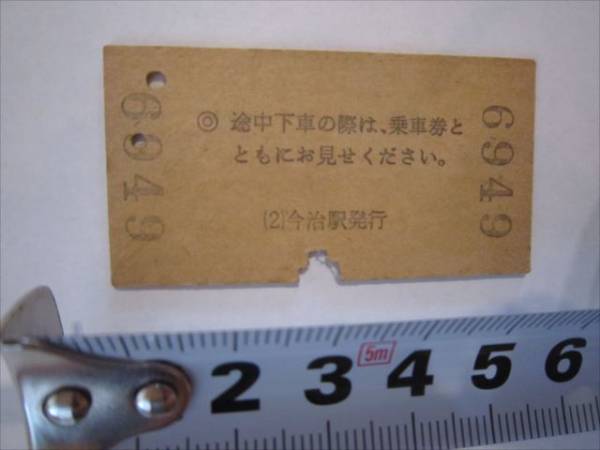 6949
◎ 途中下車の際は、乗車券と
ともにお見せください。
(2)今治駅発行
6949
2 3 5m 4 5 6